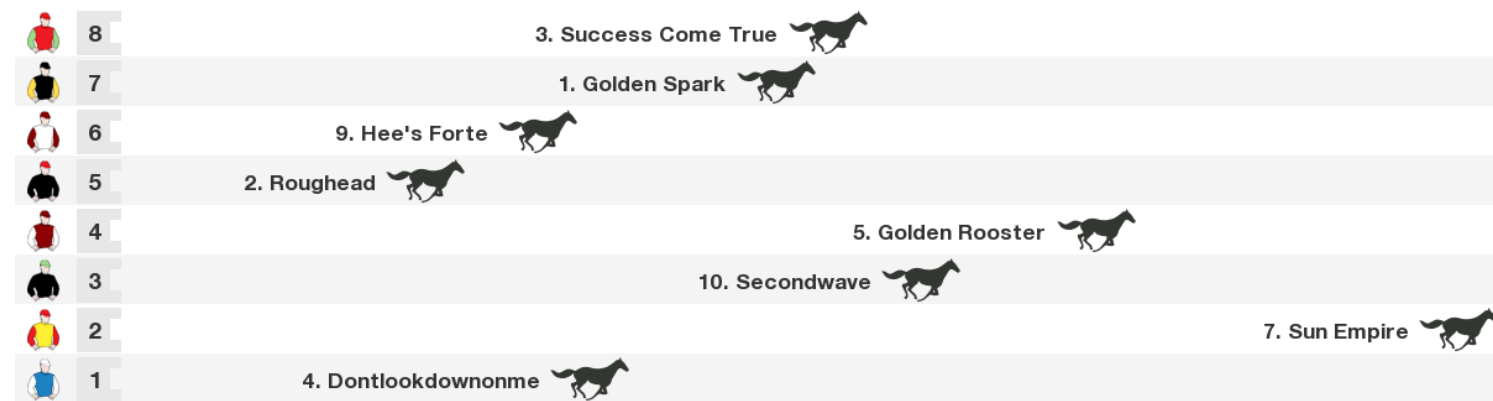 8 3. Success Come True
7 1. Golden Spark
6 9. Hee's Forte
5 2. Roughead
4 5. Golden Rooster
3 10. Secondwave
2 7. Sun Empire
1 4. Dontlookdownonme